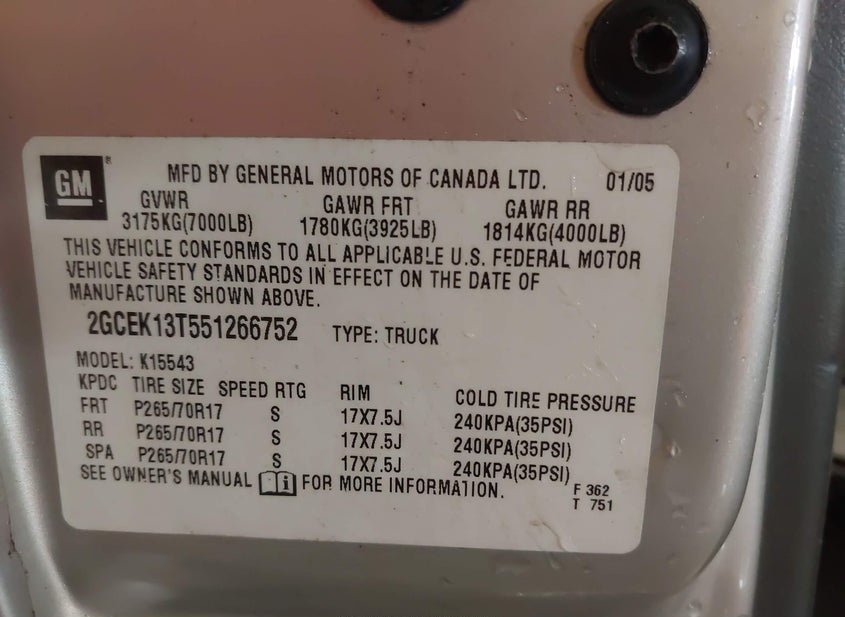 GM ® MFD BY GENERAL MOTORS OF CANADA LTD. 01/05
GVWR GAWR FRT GAWR RR
3175KG(7000LB) 1780KG(3925LB) 1814KG(4000LB)
THIS VEHICLE CONFORMS TO ALL APPLICABLE U.S. FEDERAL MOTOR
VEHICLE SAFETY STANDARDS IN EFFECT ON THE DATE OF
MANUFACTURE SHOWN ABOVE.
2GCEK13T551266752 TYPE: TRUCK
MODEL: K15543
KPDC TIRE SIZE SPEED RTG RIM COLD TIRE PRESSURE
FRT P265/70R17 S 17X7.5J 240KPA(35PSI)
RR P265/70R17 S 17X7.5J 240KPA(35PSI)
SPA P265/70R17 S 17X7.5J 240KPA(35PSI)
SEE OWNER'S MANUAL i FOR MORE INFORMATION.
F 362
T 751